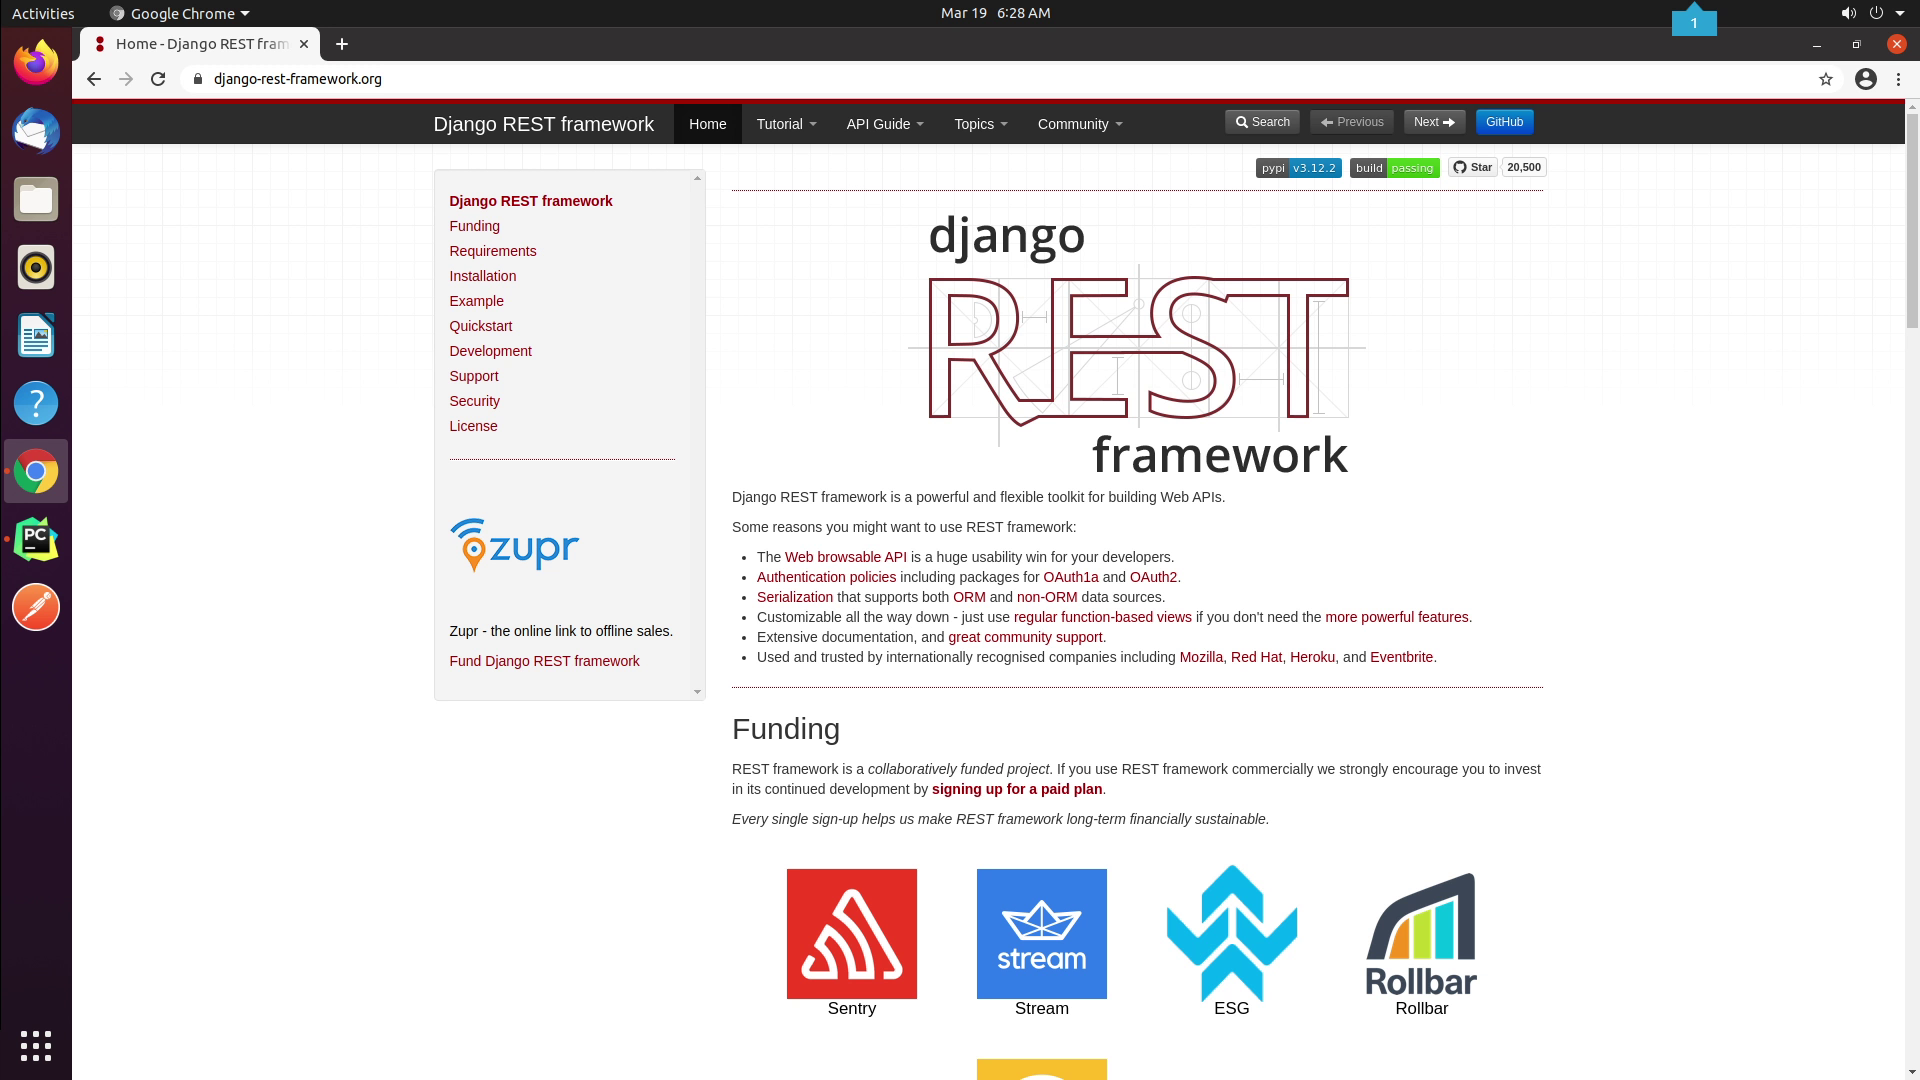 Activities
Google Chrome
Mar 19 6:28 AM
1
Home - Django REST fram
django-rest-framework.org
Django REST framework
Home
Tutorial
API Guide
Topics
Community
Search
Previous
Next
GitHub
pypi v3.12.2
build passing
Star
20,500
Django REST framework
Funding
Requirements
Installation
Example
Quickstart
Development
Support
Security
License
zupr
Zupr - the online link to offline sales.
Fund Django REST framework
django
REST
framework
Django REST framework is a powerful and flexible toolkit for building Web APIs.
Some reasons you might want to use REST framework:
• The Web browsable API is a huge usability win for your developers.
• Authentication policies including packages for OAuth1a and OAuth2.
• Serialization that supports both ORM and non-ORM data sources.
• Customizable all the way down - just use regular function-based views if you don't need the more powerful features.
• Extensive documentation, and great community support.
• Used and trusted by internationally recognised companies including Mozilla, Red Hat, Heroku, and Eventbrite.
Funding
REST framework is a collaboratively funded project. If you use REST framework commercially we strongly encourage you to invest
in its continued development by signing up for a paid plan.
Every single sign-up helps us make REST framework long-term financially sustainable.
stream
Rollbar
Sentry
Stream
ESG
Rollbar
PC
?